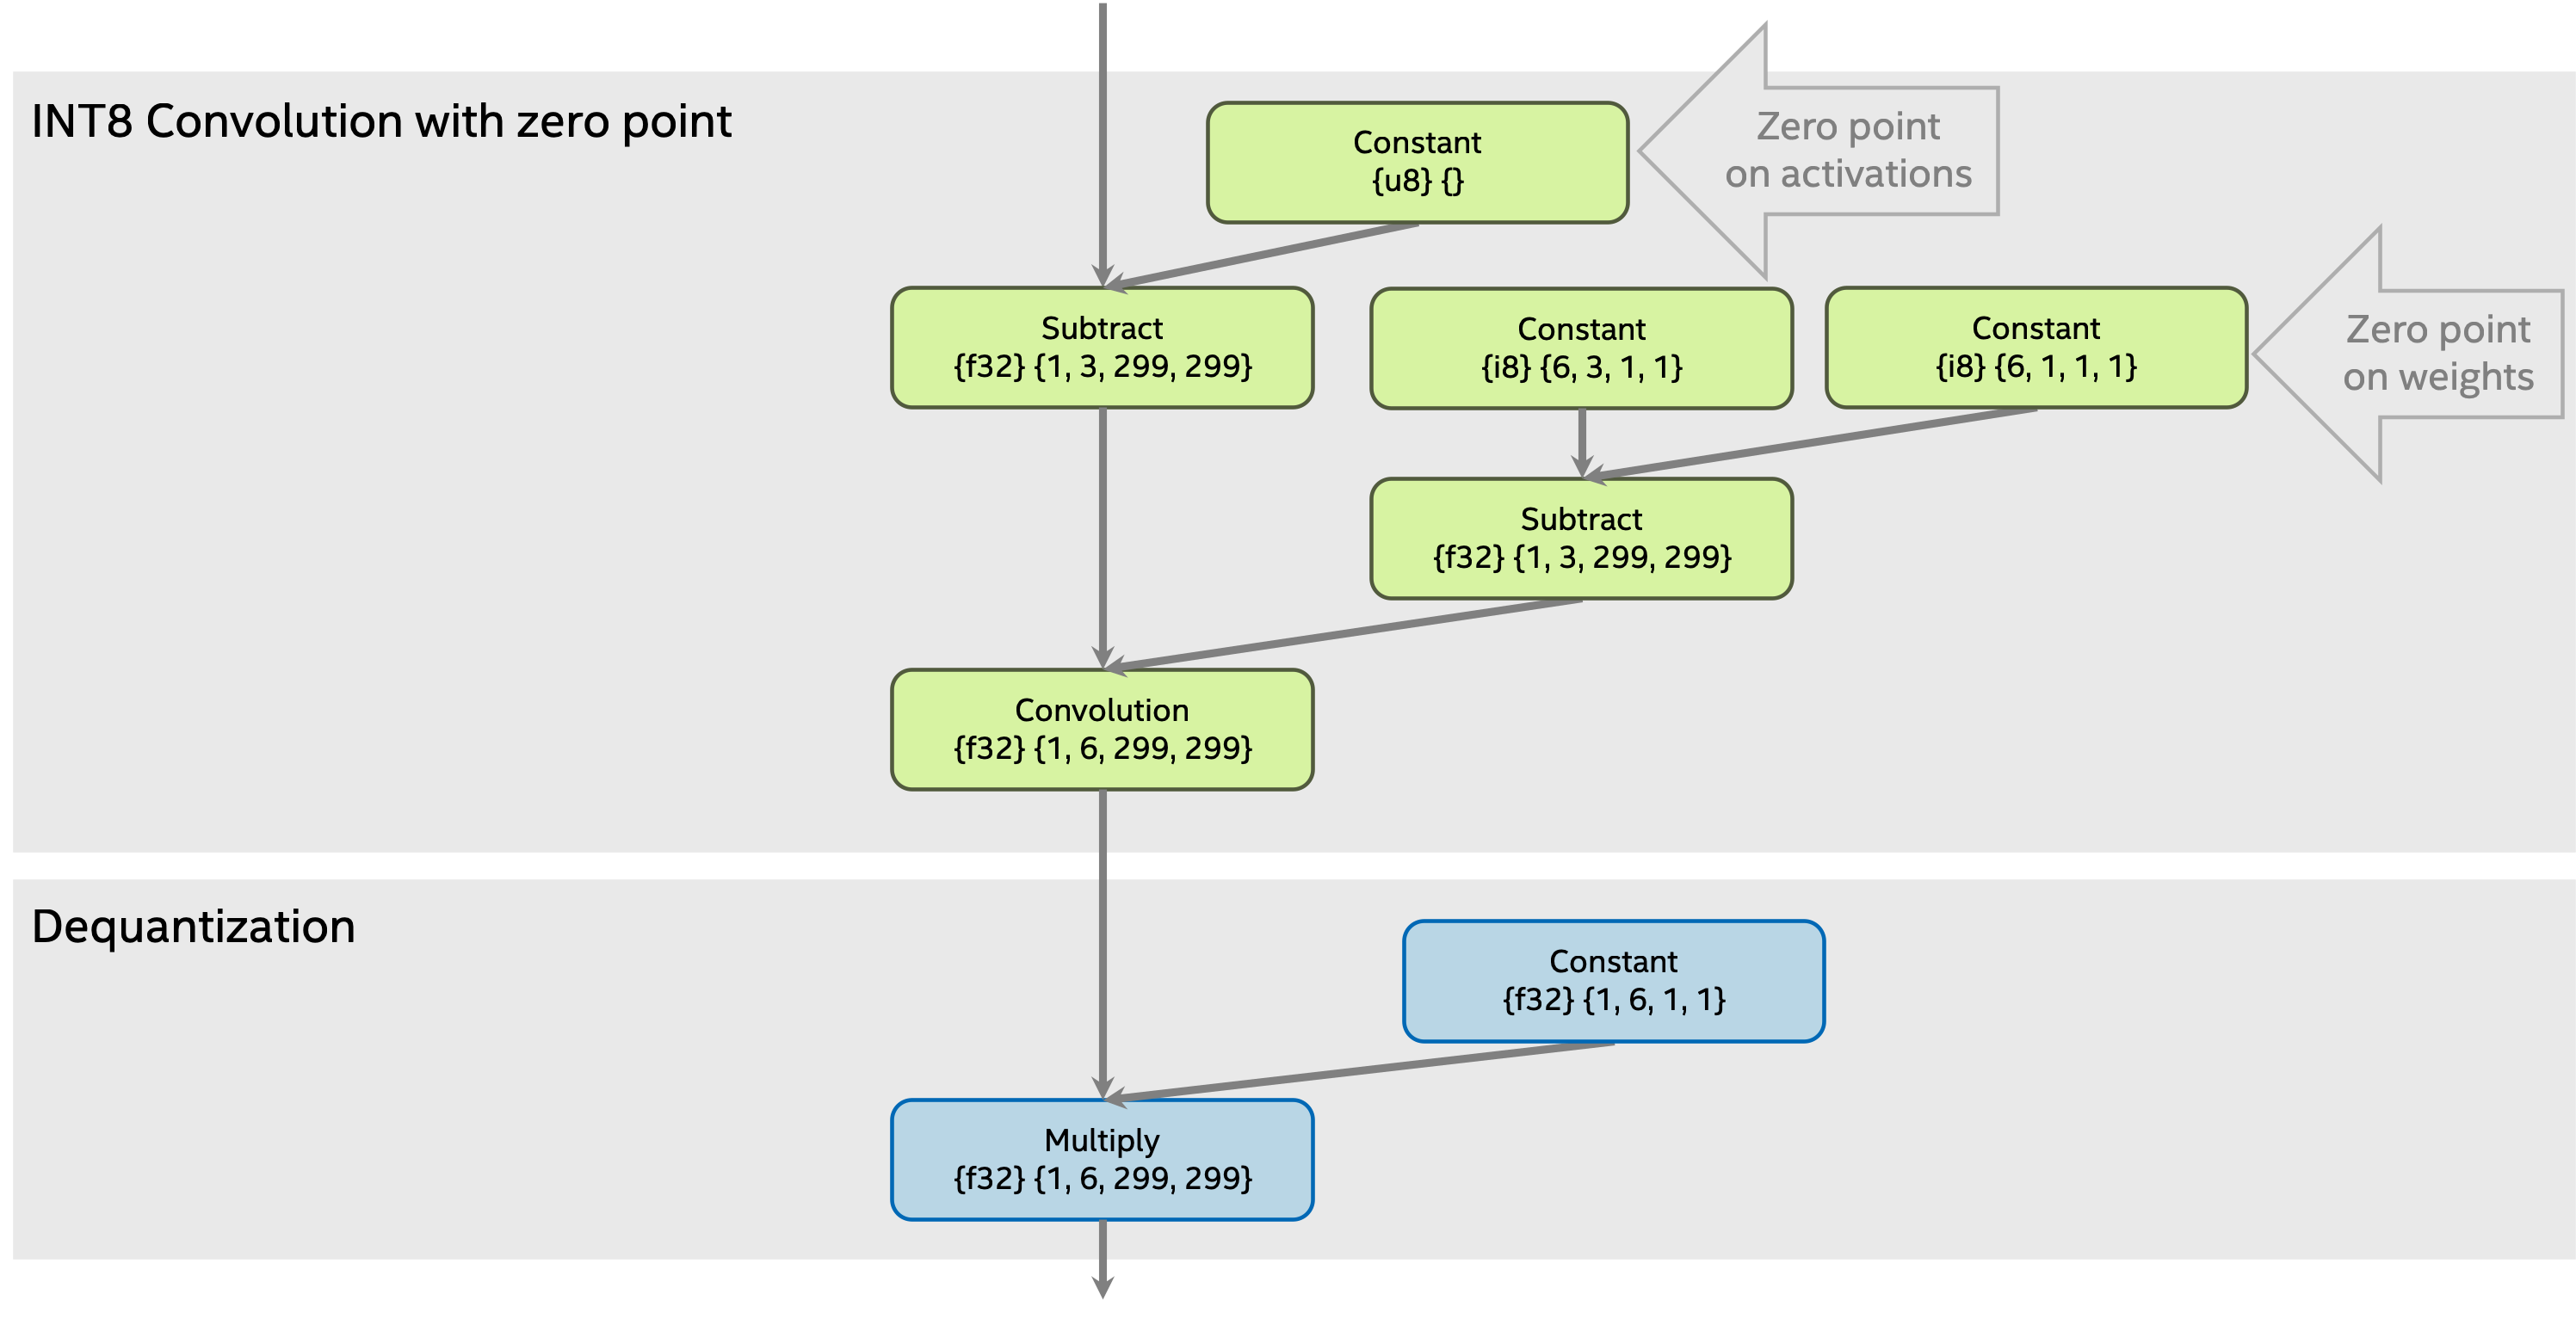 INT8 Convolution with zero point
Constant
{u8} {}
Zero point
on activations
Subtract
{f32} {1, 3, 299, 299}
Constant
{i8} {6, 3, 1, 1}
Constant
{i8} {6, 1, 1, 1}
Zero point
on weights
Subtract
{f32} {1, 3, 299, 299}
Convolution
{f32} {1, 6, 299, 299}
Dequantization
Constant
{f32} {1, 6, 1, 1}
Multiply
{f32} {1, 6, 299, 299}